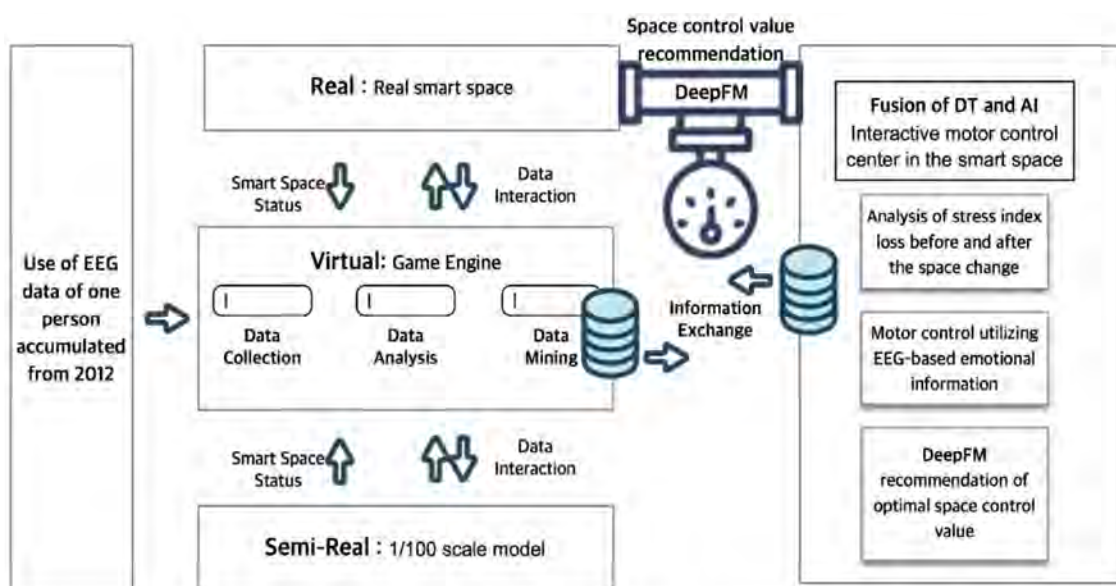 Use of EEG
data of one
person
accumulated
from 2012
Real : Real smart space
Smart Space
Status
Data
Interaction
Virtual: Game Engine
Data
Collection
Data
Analysis
Data
Mining
Smart Space
Status
Data
Interaction
Semi-Real : 1/100 scale model
Space control value
recommendation
DeepFM
Information
Exchange
Fusion of DT and AI
Interactive motor control
center in the smart space
Analysis of stress index
loss before and after
the space change
Motor control utilizing
EEG-based emotional
information
DeepFM
recommendation of
optimal space control
value